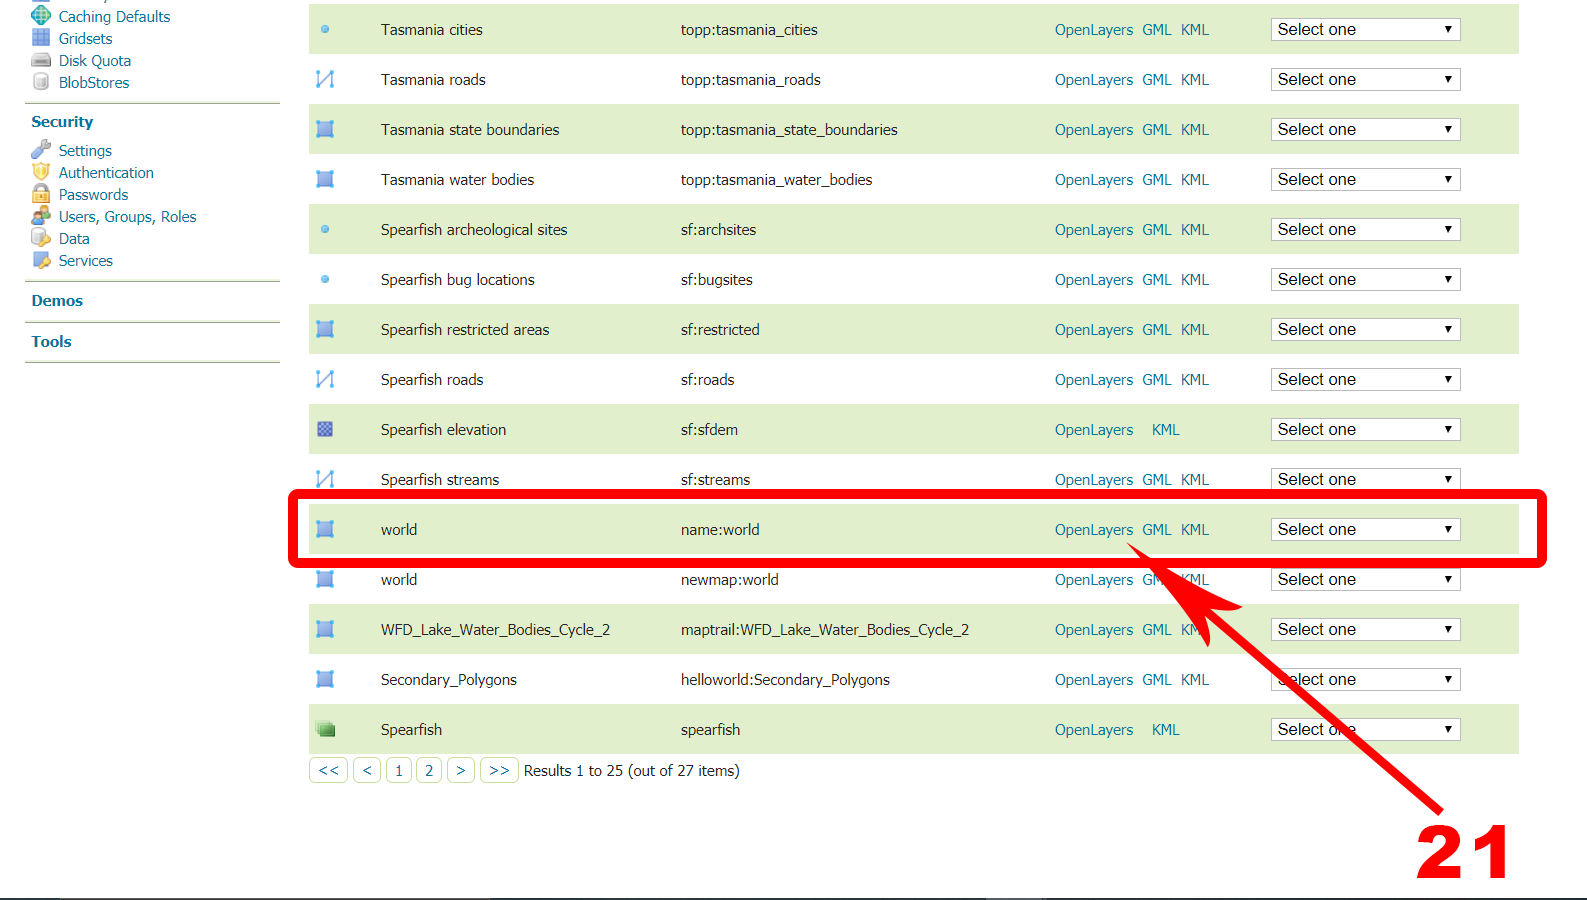 Caching Defaults
Gridsets
Disk Quota
BlobStores
Security
Settings
Authentication
Passwords
Users, Groups, Roles
Data
Services
Demos
Tools
Tasmania cities topp:tasmania_cities OpenLayers GML KML Select one
Tasmania roads topp:tasmania_roads OpenLayers GML KML Select one
Tasmania state boundaries topp:tasmania_state_boundaries OpenLayers GML KML Select one
Tasmania water bodies topp:tasmania_water_bodies OpenLayers GML KML Select one
Spearfish archeological sites sf:archsites OpenLayers GML KML Select one
Spearfish bug locations sf:bugsites OpenLayers GML KML Select one
Spearfish restricted areas sf:restricted OpenLayers GML KML Select one
Spearfish roads sf:roads OpenLayers GML KML Select one
Spearfish elevation sf:sfdem OpenLayers KML Select one
Spearfish streams sf:streams OpenLayers GML KML Select one
world name:world OpenLayers GML KML Select one
world newmap:world OpenLayers GML KML Select one
WFD_Lake_Water_Bodies_Cycle_2 maptrail:WFD_Lake_Water_Bodies_Cycle_2 OpenLayers GML KML Select one
Secondary_Polygons helloworld:Secondary_Polygons OpenLayers GML KML Select one
Spearfish spearfish OpenLayers KML Select one
<< < 1 2 > >> Results 1 to 25 (out of 27 items)
21